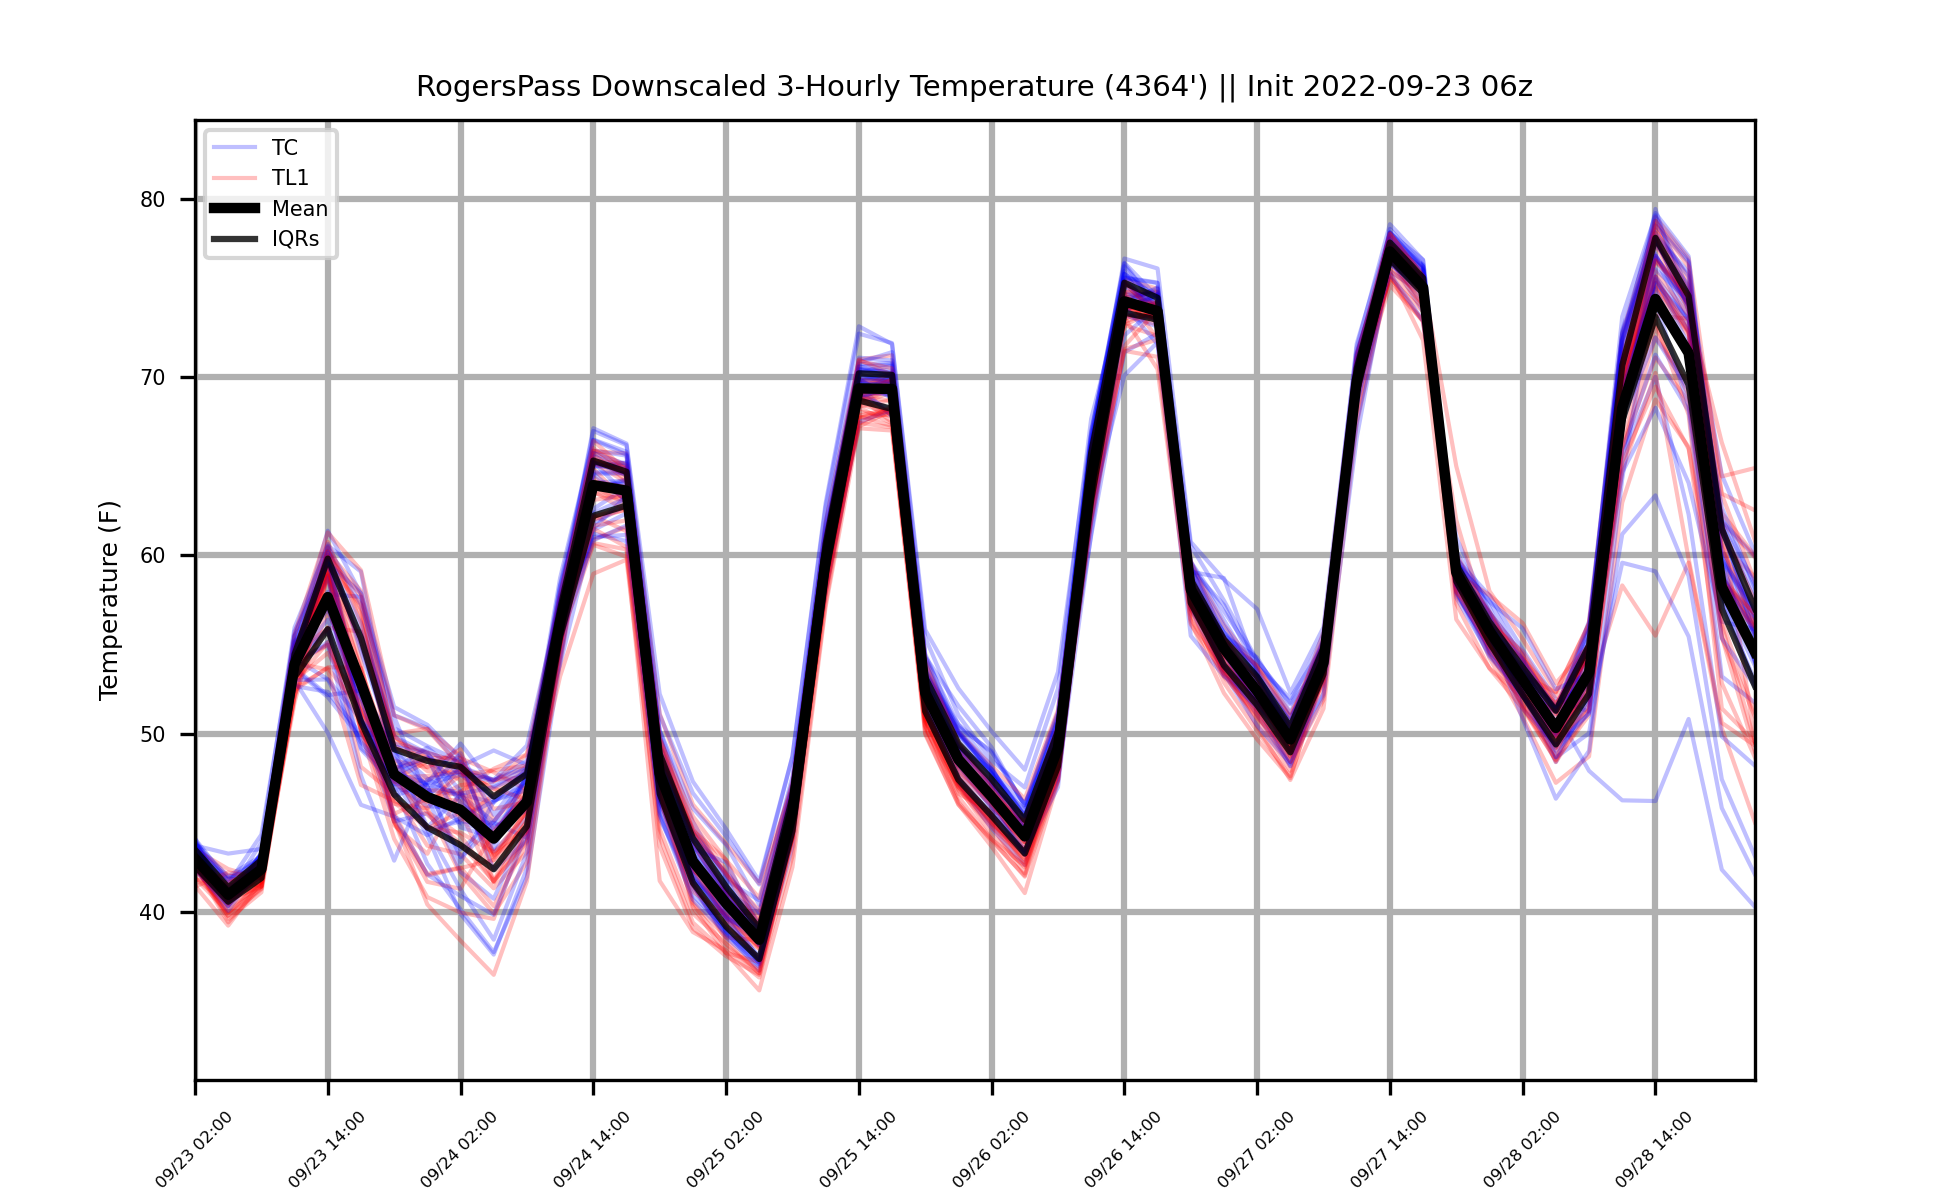 RogersPass Downscaled 3-Hourly Temperature (4364') || Init 2022-09-23 06z
TC
TL1
Mean
IQRs
Temperature (F)
80
70
60
50
40
09/23 02:00
09/23 14:00
09/24 02:00
09/24 14:00
09/25 02:00
09/25 14:00
09/26 02:00
09/26 14:00
09/27 02:00
09/27 14:00
09/28 02:00
09/28 14:00